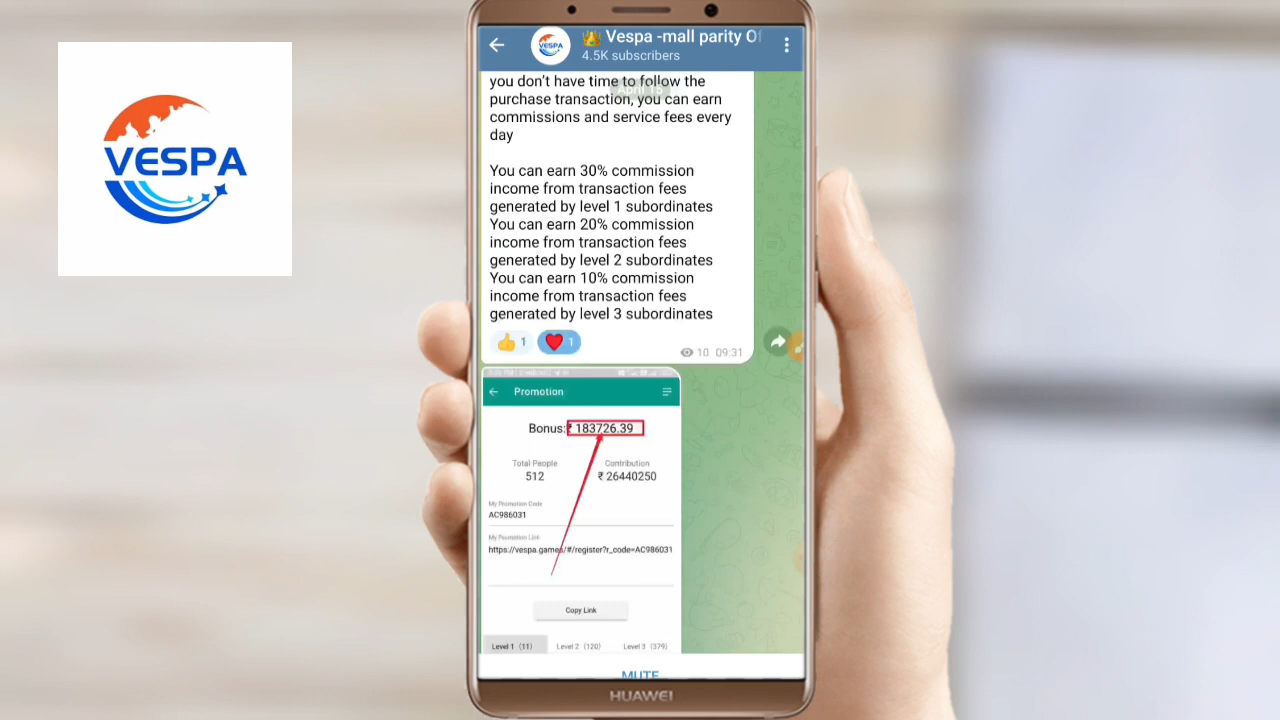 VESPA
VESPA
Vespa -mall parity Of
4.5K subscribers
you don't have time to follow the
April 15
purchase transaction, you can earn
commissions and service fees every
day
You can earn 30% commission
income from transaction fees
generated by level 1 subordinates
You can earn 20% commission
income from transaction fees
generated by level 2 subordinates
You can earn 10% commission
income from transaction fees
generated by level 3 subordinates
1
1
10 09:31
Promotion
Bonus:₹ 183726.39
Total People
Contribution
512
₹ 26440250
My Promotion Code
AC986031
My Promotion Link
https://vespa.games/#/register?r_code=AC986031
Copy Link
Level 1 (11)
Level 2 (120)
Level 3 (379)
MUTE
HUAWEI